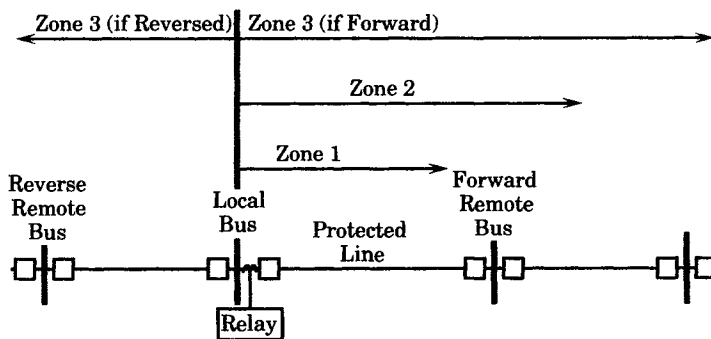 Zone 3 (if Reversed)
Zone 3 (if Forward)
Zone 2
Zone 1
Reverse
Remote
Bus
Local
Bus
Protected
Line
Forward
Remote
Bus
Relay